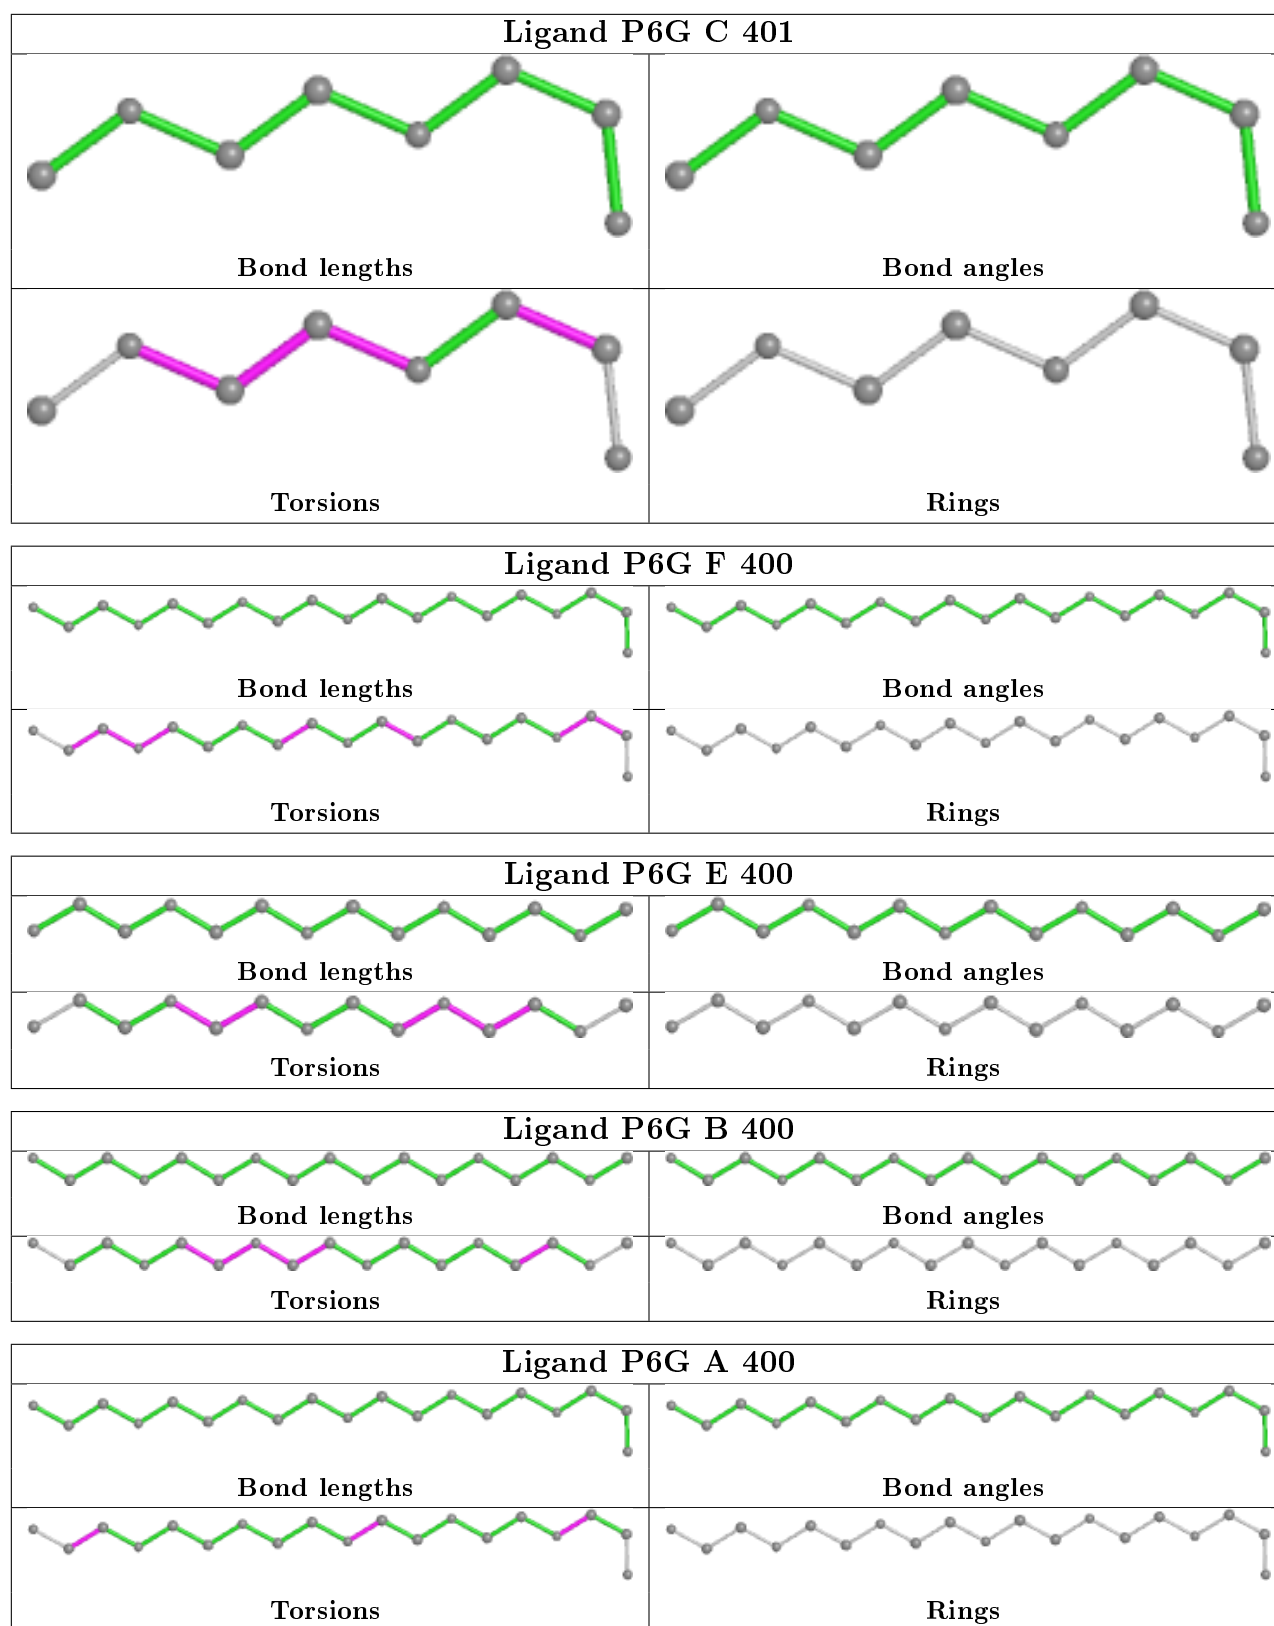 Ligand P6G C 401
Bond lengths
Bond angles
Torsions
Rings
Ligand P6G F 400
Bond lengths
Bond angles
Torsions
Rings
Ligand P6G E 400
Bond lengths
Bond angles
Torsions
Rings
Ligand P6G B 400
Bond lengths
Bond angles
Torsions
Rings
Ligand P6G A 400
Bond lengths
Bond angles
Torsions
Rings